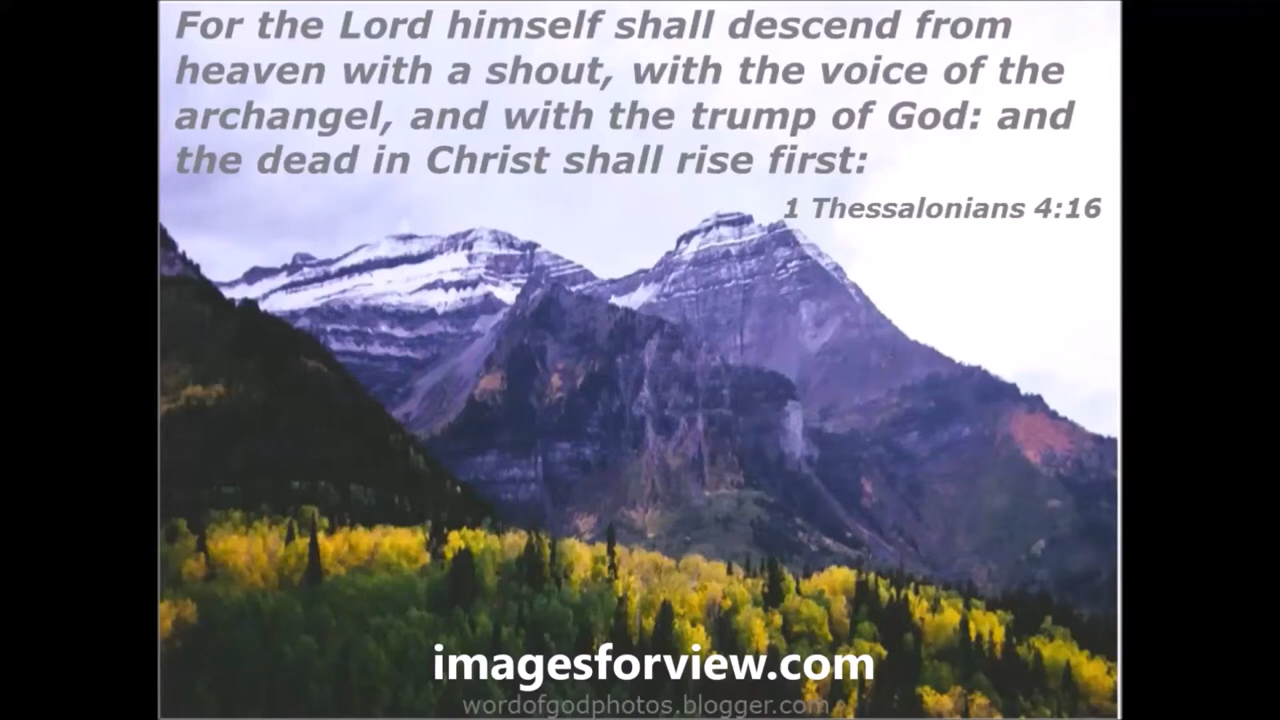 For the Lord himself shall descend from
heaven with a shout, with the voice of the
archangel, and with the trump of God: and
the dead in Christ shall rise first:
1 Thessalonians 4:16
imagesforview.com
wordofgodphotos.blogger.com